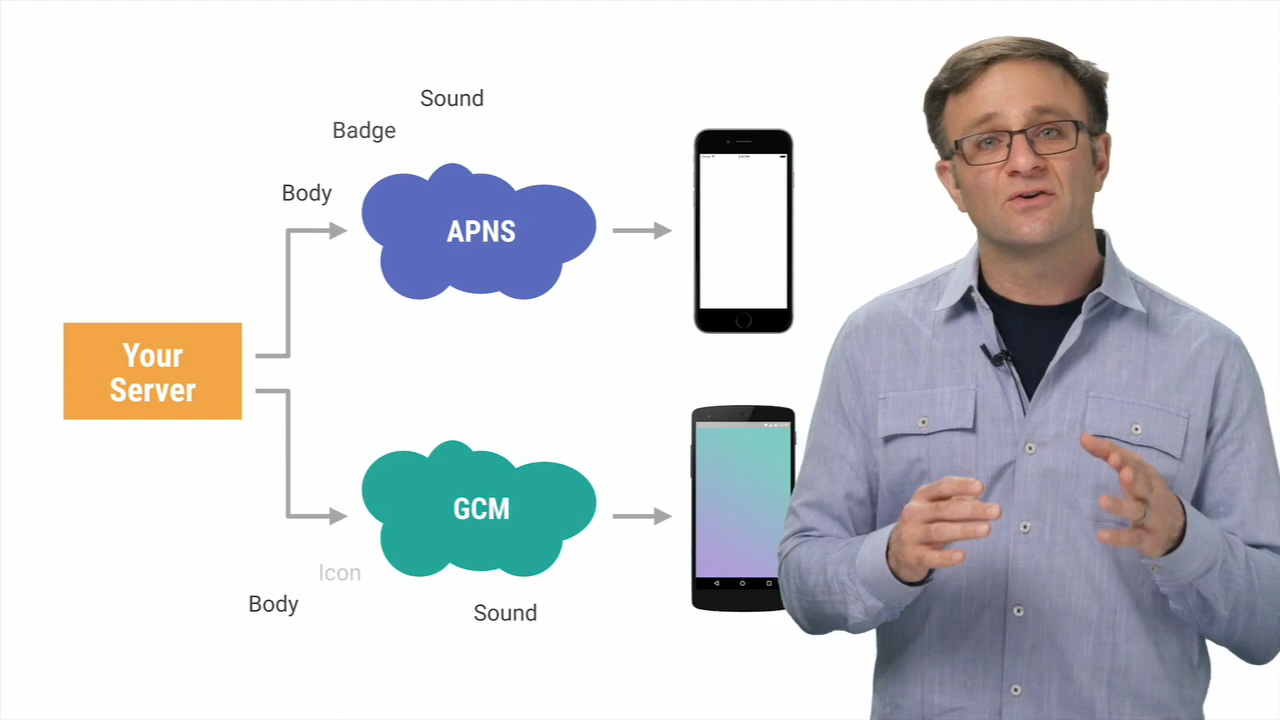 Sound
Badge
Body
APNS
Your
Server
GCM
Icon
Body
Sound